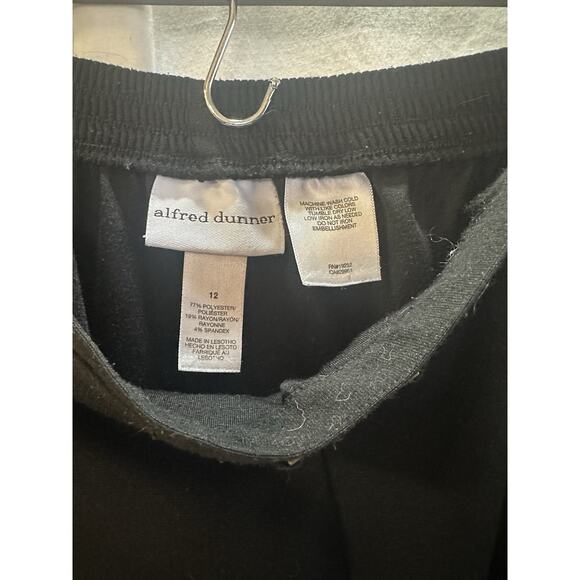 alfred dunner
12
77% POLYESTER/
POLIÉSTER
19% RAYON/RAYÓN/
RAYONNE
4% SPANDEX
MADE IN LESOTHO
HECHO EN LESOTO
FABRIQUÉ AU
LESOTHO
MACHINE WASH COLD
WITH LIKE COLORS
TUMBLE DRY LOW
LOW IRON AS NEEDED
DO NOT IRON
EMBELLISHMENT